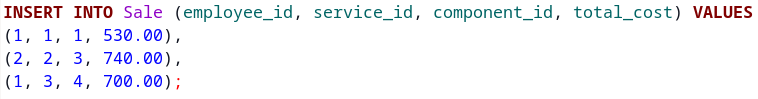 INSERT INTO Sale (employee_id, service_id, component_id, total_cost) VALUES
(1, 1, 1, 530.00),
(2, 2, 3, 740.00),
(1, 3, 4, 700.00);